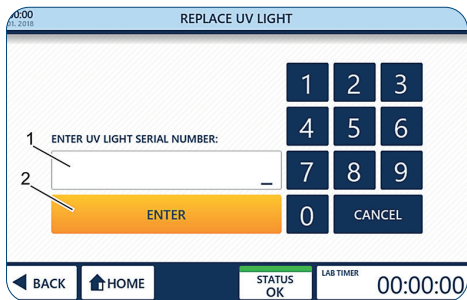 0:00
01. 2018
REPLACE UV LIGHT
1 2 3
1
ENTER UV LIGHT SERIAL NUMBER:
4 5 6
_
7 8 9
2
ENTER
0 CANCEL
BACK
HOME
STATUS
OK
LAB TIMER
00:00:00